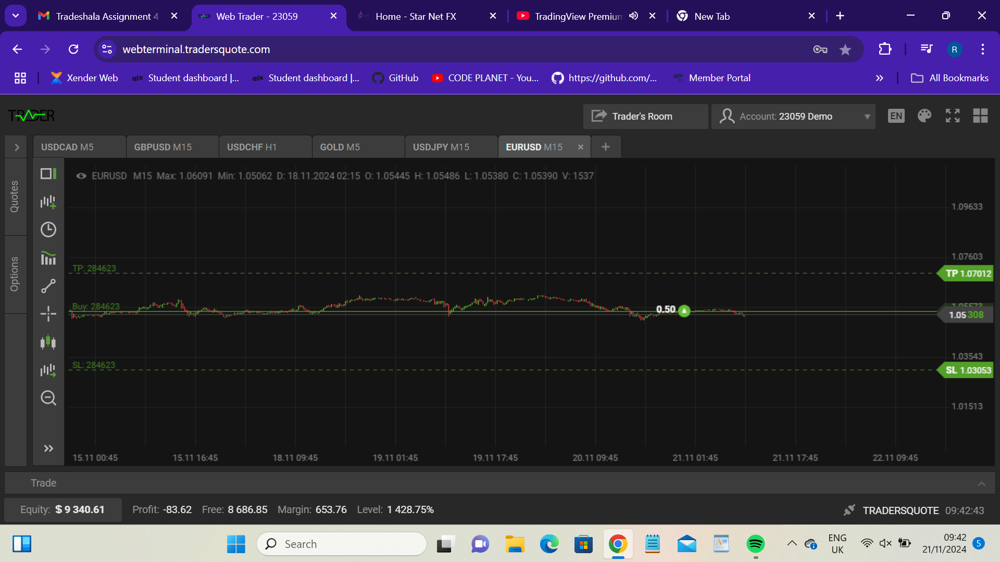 Tradeshala Assignment 4
Web Trader - 23059
Home - Star Net FX
TradingView Premium
New Tab
webterminal.tradersquote.com
R
Xender Web
alx Student dashboard |...
alx Student dashboard |...
GitHub
CODE PLANET - You...
https://github.com/...
Member Portal
All Bookmarks
TRADER
Trader's Room
Account: 23059 Demo
EN
USDCAD M5
GBPUSD M15
USDCHF H1
GOLD M5
USDJPY M15
EURUSD M15
Quotes
Options
EURUSD M15 Max: 1.06091 Min: 1.05062 D: 18.11.2024 02:15 O: 1.05445 H: 1.05486 L: 1.05380 C: 1.05390 V: 1537
1.09633
1.07603
TP: 284623
TP 1.07012
Buy: 284623
0.50
1.05573
1.05 308
1.03543
SL: 284623
SL 1.03053
1.01513
15.11 00:45
15.11 16:45
18.11 09:45
19.11 01:45
19.11 17:45
20.11 09:45
21.11 01:45
21.11 17:45
22.11 09:45
Trade
Equity: $ 9 340.61
Profit: -83.62
Free: 8 686.85
Margin: 653.76
Level: 1 428.75%
TRADERSQUOTE 09:42:43
Search
ENG
UK
09:42
21/11/2024
5